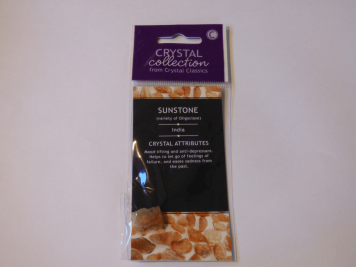 CRYSTAL
collection
from Crystal Classics
SUNSTONE
(variety of Oligoclase)
India
CRYSTAL ATTRIBUTES
Mood lifting and anti-depressant.
Helps to let go of feelings of
failure, and eases sadness from
the past.